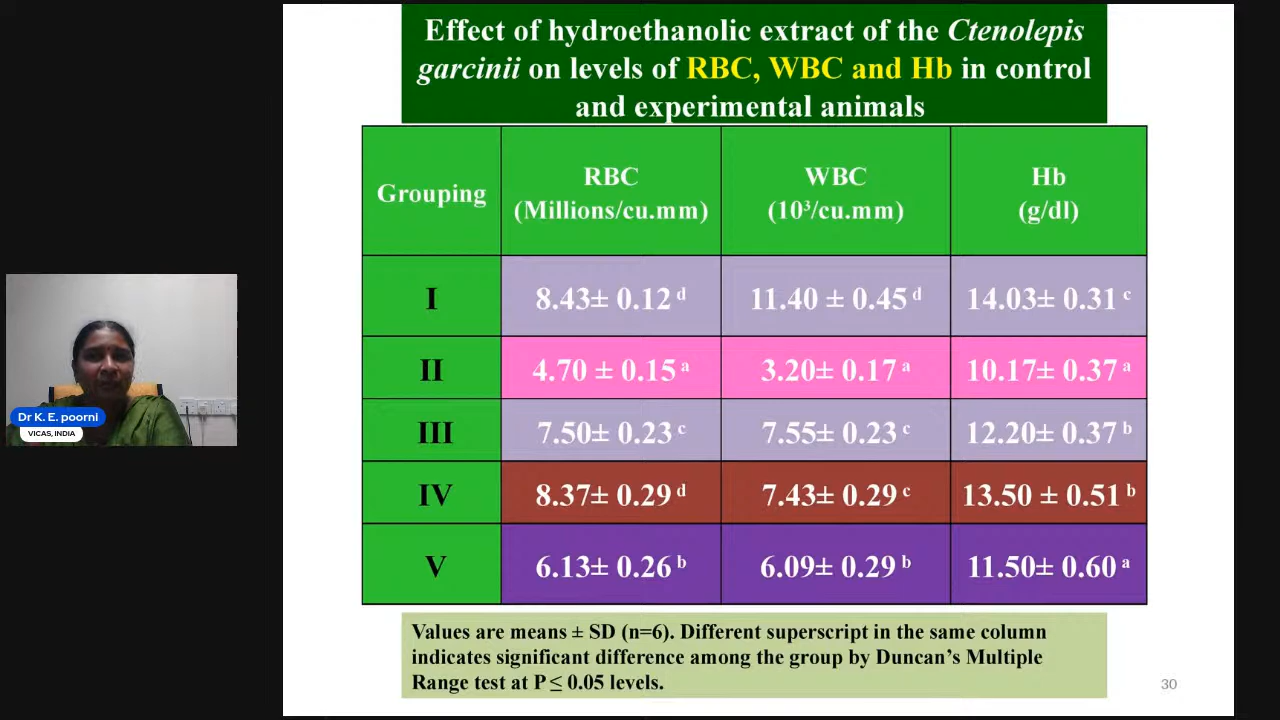 Effect of hydroethanolic extract of the Ctenolepis
garcinii on levels of RBC, WBC and Hb in control
and experimental animals
Grouping RBC (Millions/cu.mm) WBC (10³/cu.mm) Hb (g/dl)
I 8.43± 0.12 d 11.40 ± 0.45 d 14.03± 0.31 c
II 4.70 ± 0.15 a 3.20± 0.17 a 10.17± 0.37 a
III 7.50± 0.23 c 7.55± 0.23 c 12.20± 0.37 b
IV 8.37± 0.29 d 7.43± 0.29 c 13.50 ± 0.51 b
V 6.13± 0.26 b 6.09± 0.29 b 11.50± 0.60 a
Values are means ± SD (n=6). Different superscript in the same column
indicates significant difference among the group by Duncan’s Multiple
Range test at P ≤ 0.05 levels.
30
Dr K. E. poorni
VICAS, INDIA